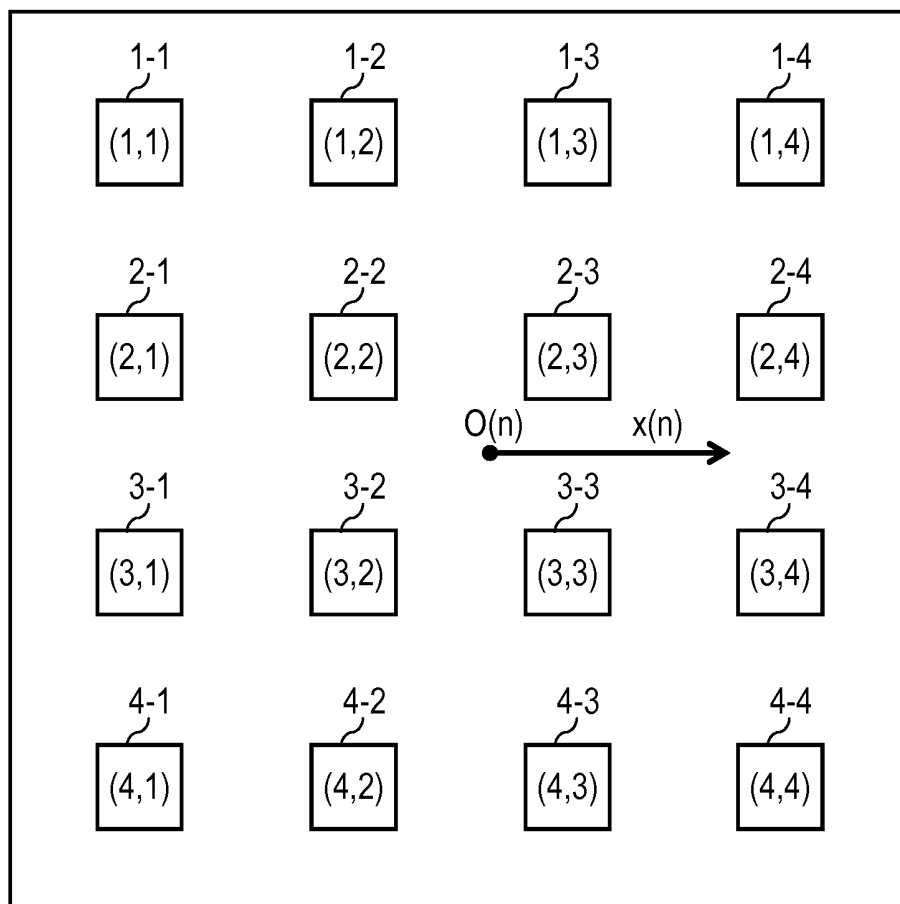 1-1 1-2 1-3 1-4
(1,1) (1,2) (1,3) (1,4)
2-1 2-2 2-3 2-4
(2,1) (2,2) (2,3) (2,4)
O(n) x(n)
3-1 3-2 3-3 3-4
(3,1) (3,2) (3,3) (3,4)
4-1 4-2 4-3 4-4
(4,1) (4,2) (4,3) (4,4)